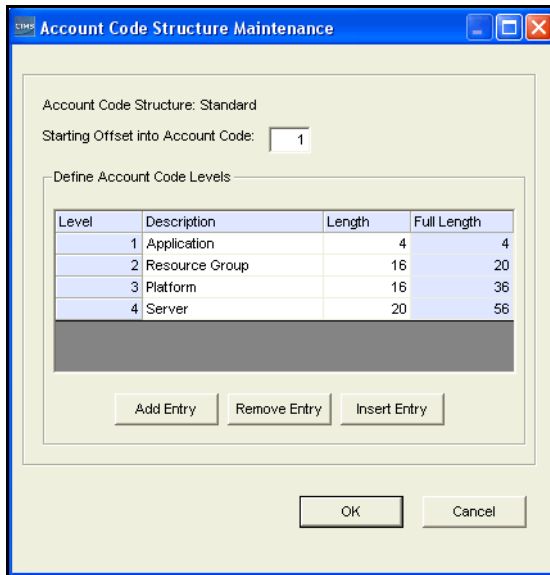 CIMS Account Code Structure Maintenance
Account Code Structure: Standard
Starting Offset into Account Code: 1
Define Account Code Levels
Level Description Length Full Length
1 Application 4 4
2 Resource Group 16 20
3 Platform 16 36
4 Server 20 56
Add Entry Remove Entry Insert Entry
OK Cancel